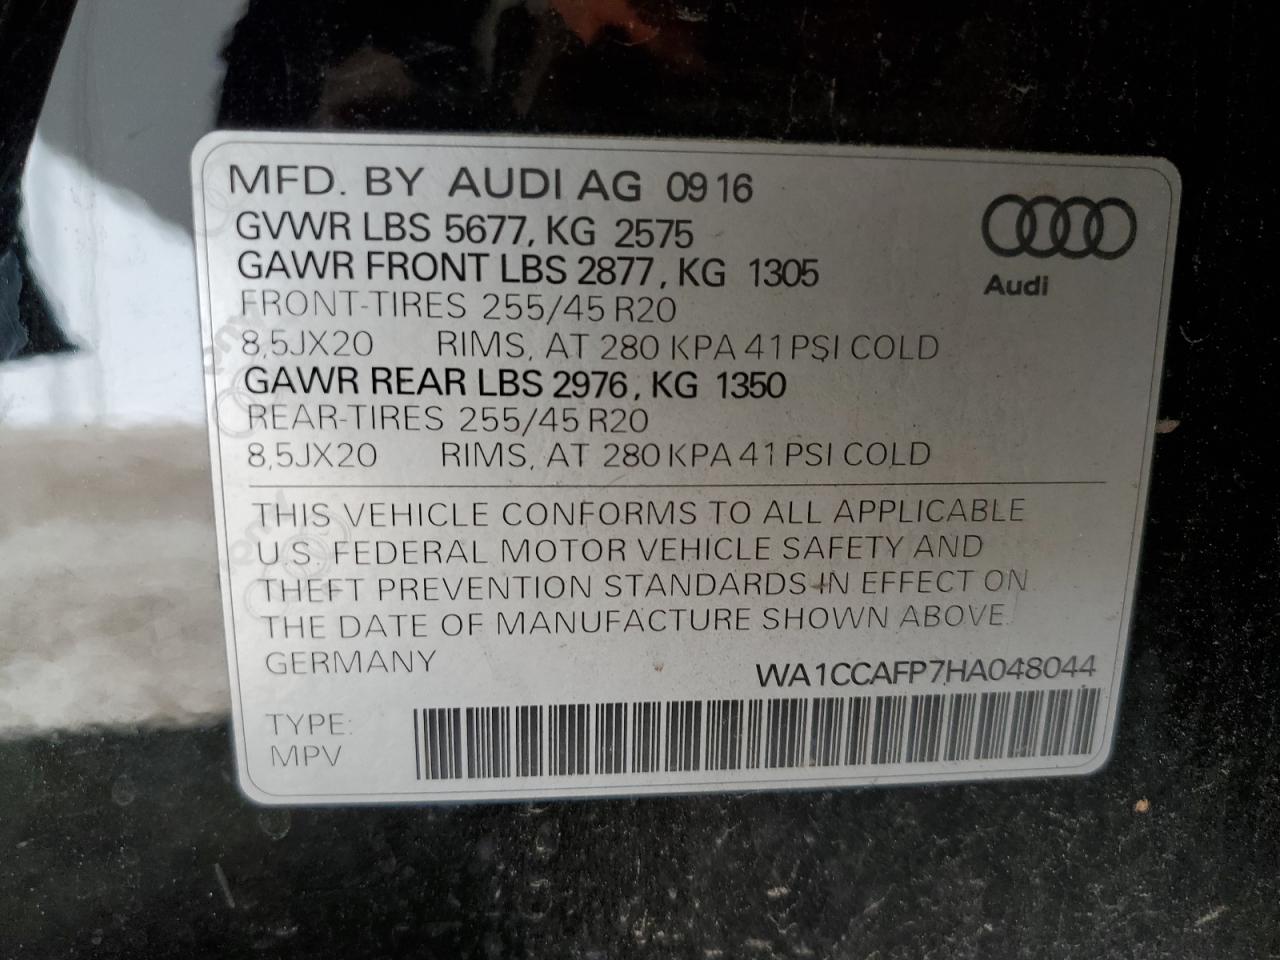 MFD. BY AUDI AG 09 16
GVWR LBS 5677, KG 2575
GAWR FRONT LBS 2877, KG 1305
FRONT-TIRES 255/45 R20
8,5JX20 RIMS, AT 280 KPA 41 PSI COLD
GAWR REAR LBS 2976, KG 1350
REAR-TIRES 255/45 R20
8,5JX20 RIMS, AT 280 KPA 41 PSI COLD
Audi
THIS VEHICLE CONFORMS TO ALL APPLICABLE
U.S. FEDERAL MOTOR VEHICLE SAFETY AND
THEFT PREVENTION STANDARDS IN EFFECT ON
THE DATE OF MANUFACTURE SHOWN ABOVE.
GERMANY
WA1CCAFP7HA048044
TYPE:
MPV